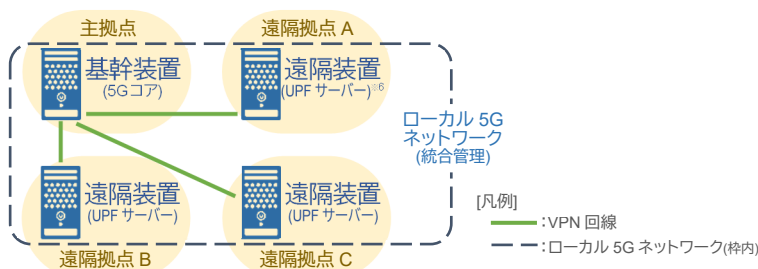 主拠点
遠隔拠点 A
基幹装置
(5Gコア)
遠隔装置
(UPF サーバー)※6
ローカル 5G
ネットワーク
(統合管理)
遠隔装置
(UPF サーバー)
遠隔装置
(UPF サーバー)
遠隔拠点 B
遠隔拠点 C
[凡例]
:VPN 回線
:ローカル 5G ネットワーク(枠内)